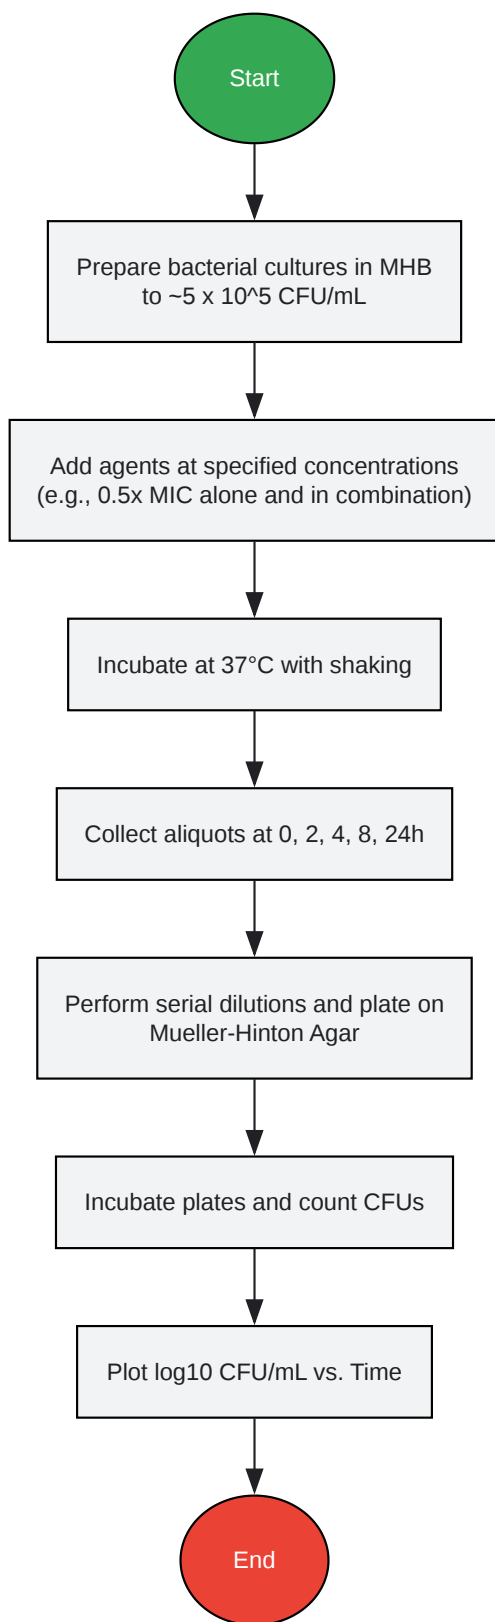 Start
Prepare bacterial cultures in MHB
to ~5 x 10^5 CFU/mL
Add agents at specified concentrations
(e.g., 0.5x MIC alone and in combination)
Incubate at 37°C with shaking
Collect aliquots at 0, 2, 4, 8, 24h
Perform serial dilutions and plate on
Mueller-Hinton Agar
Incubate plates and count CFUs
Plot log10 CFU/mL vs. Time
End